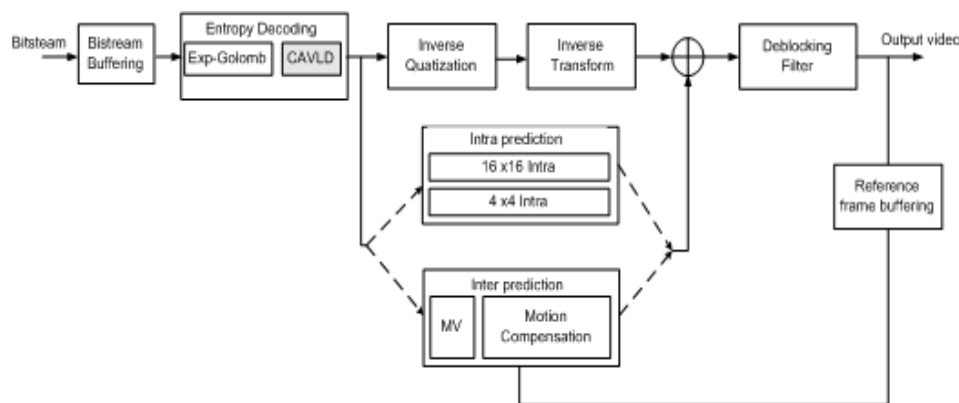 Bitsteam
Bistream
Buffering
Entropy Decoding
Exp-Golomb
CAVLD
Inverse
Quatization
Inverse
Transform
Deblocking
Filter
Output video
Intra prediction
16 x16 Intra
4 x4 Intra
Reference
frame buffering
Inter prediction
MV
Motion
Compensation